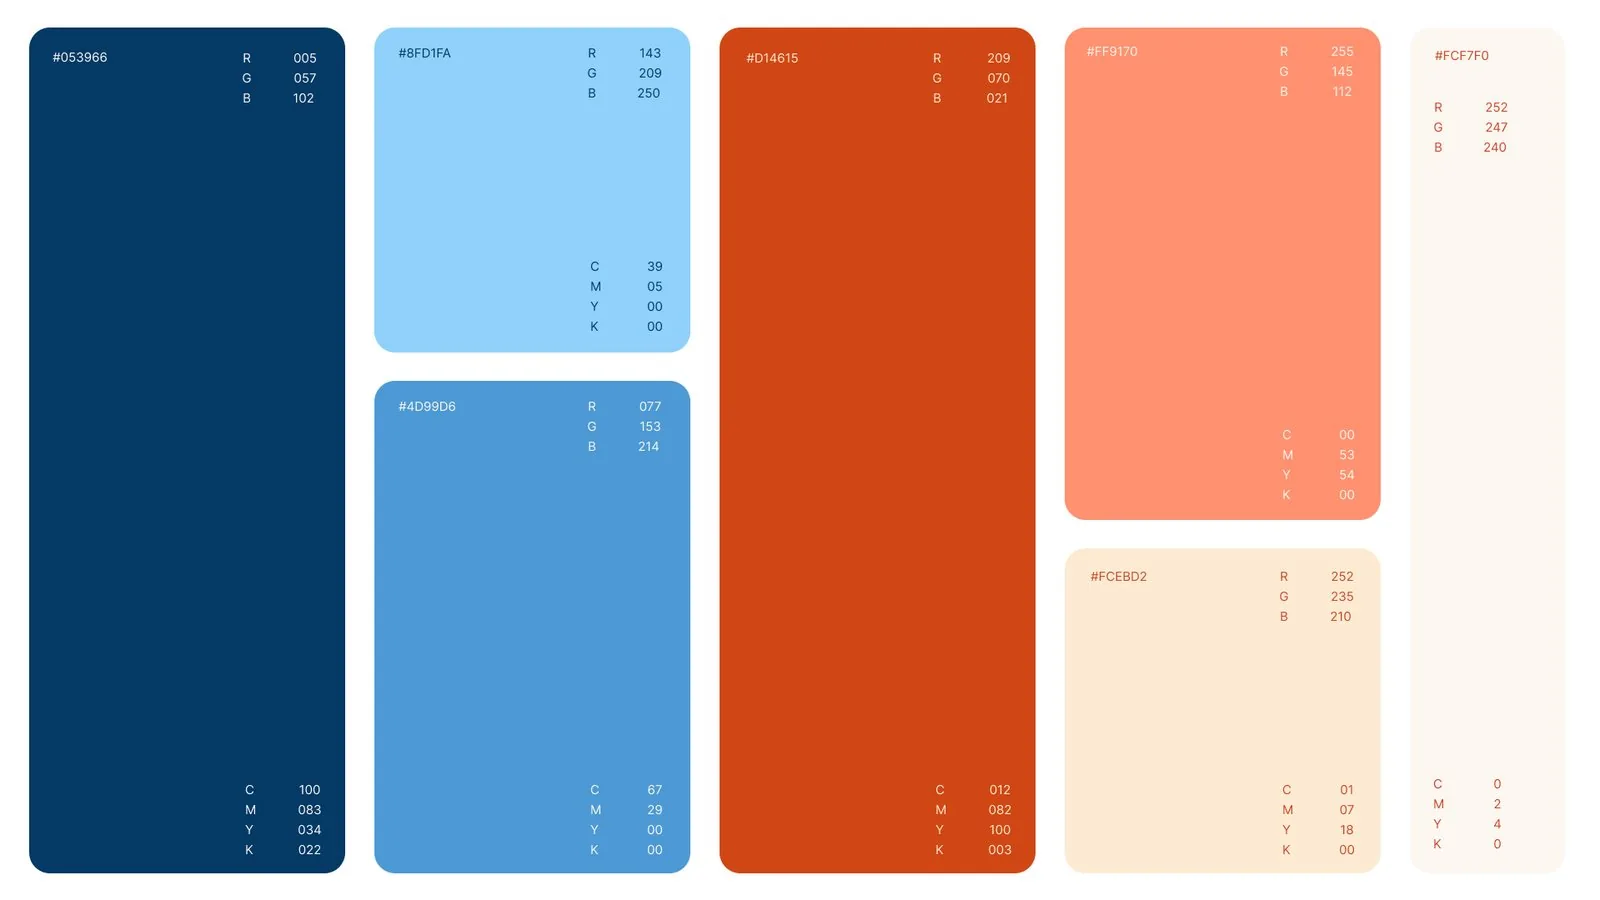 #053966
R 005
G 057
B 102
C 100
M 083
Y 034
K 022
#8FD1FA
R 143
G 209
B 250
C 39
M 05
Y 00
K 00
#4D99D6
R 077
G 153
B 214
C 67
M 29
Y 00
K 00
#D14615
R 209
G 070
B 021
C 012
M 082
Y 100
K 003
#FF9170
R 255
G 145
B 112
C 00
M 53
Y 54
K 00
#FCEBD2
R 252
G 235
B 210
C 01
M 07
Y 18
K 00
#FCF7F0
R 252
G 247
B 240
C 0
M 2
Y 4
K 0